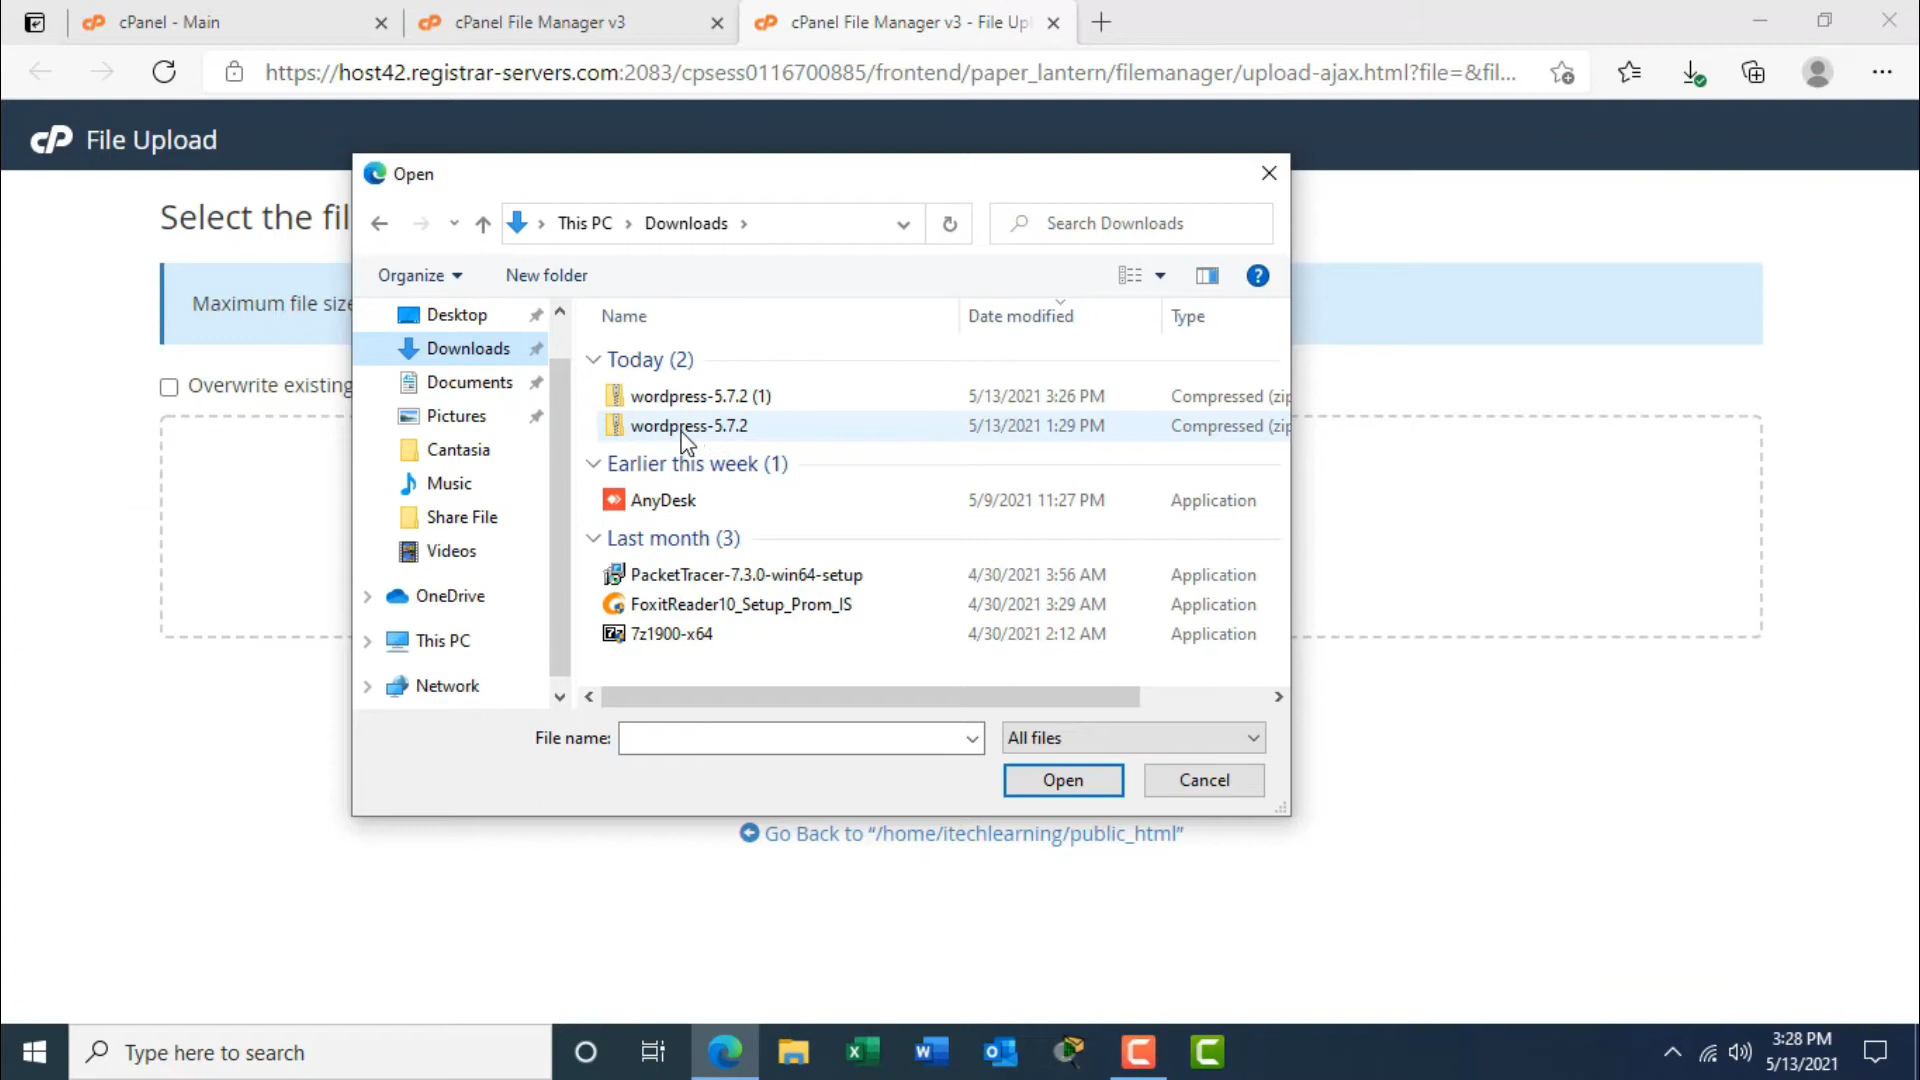 cPanel - Main
cPanel File Manager v3
cPanel File Manager v3 - File Up
https://host42.registrar-servers.com:2083/cpsess0116700885/frontend/paper_lantern/filemanager/upload-ajax.html?file=&fil...
cP File Upload
Open
Select the fil
This PC
Downloads
Search Downloads
Organize
New folder
Maximum file size
Name
Date modified
Type
Desktop
Downloads
Documents
Pictures
Cantasia
Music
Share File
Videos
OneDrive
This PC
Network
Today (2)
wordpress-5.7.2 (1) 5/13/2021 3:26 PM Compressed (zip
wordpress-5.7.2 5/13/2021 1:29 PM Compressed (zip
Earlier this week (1)
AnyDesk 5/9/2021 11:27 PM Application
Last month (3)
PacketTracer-7.3.0-win64-setup 4/30/2021 3:56 AM Application
FoxitReader10_Setup_Prom_IS 4/30/2021 3:29 AM Application
7z1900-x64 4/30/2021 2:12 AM Application
Overwrite existing
File name:
All files
Open
Cancel
Go Back to “/home/itechlearning/public_html”
Type here to search
3:28 PM
5/13/2021